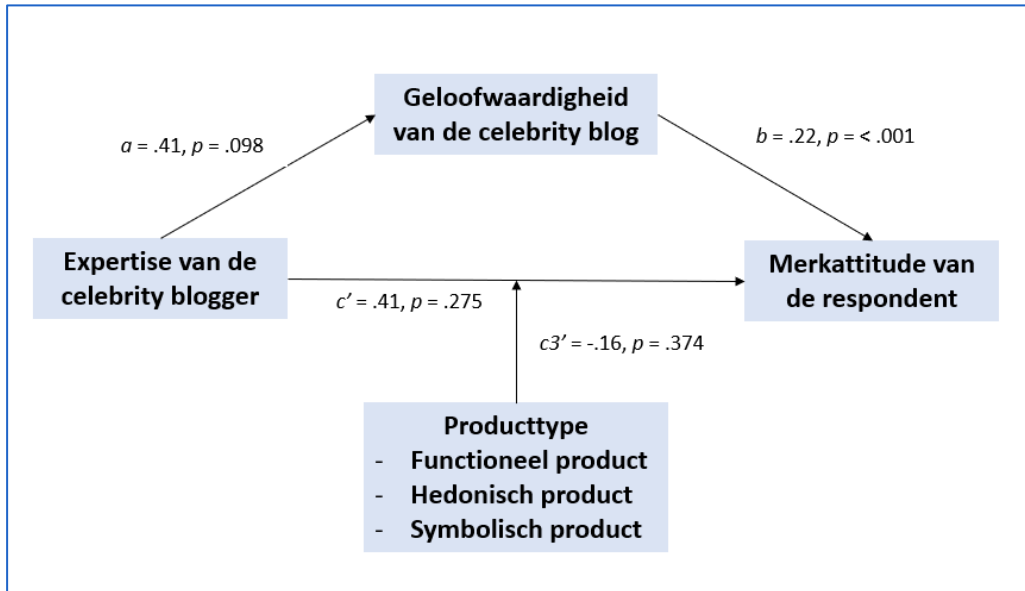 Geloofwaardigheid
van de celebrity blog
a = .41, p = .098
b = .22, p = < .001
Expertise van de
celebrity blogger
Merkattitude van
de respondent
c’ = .41, p = .275
c3’ = -.16, p = .374
Producttype
- Functioneel product
- Hedonisch product
- Symbolisch product